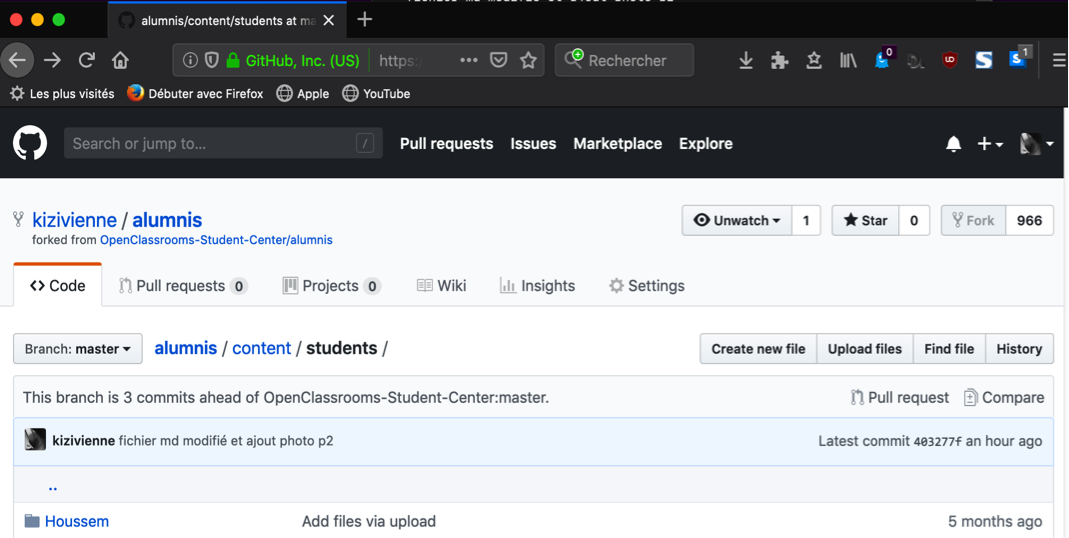 alumnis/content/students at ma
GitHub, Inc. (US) https:/ Rechercher 0 1
Les plus visités Débuter avec Firefox Apple YouTube
Search or jump to... / Pull requests Issues Marketplace Explore
kizivienne / alumnis Unwatch 1 Star 0 Fork 966
forked from OpenClassrooms-Student-Center/alumnis
<> Code Pull requests 0 Projects 0 Wiki Insights Settings
Branch: master alumnis / content / students / Create new file Upload files Find file History
This branch is 3 commits ahead of OpenClassrooms-Student-Center:master. Pull request Compare
kizivienne fichier md modifié et ajout photo p2 Latest commit 403277f an hour ago
..
Houssem Add files via upload 5 months ago